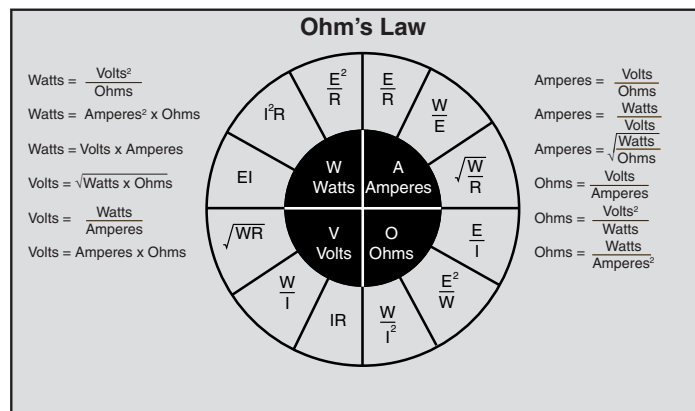 Ohm's Law
Watts = Volts²
Ohms
Watts = Amperes² x Ohms
Watts = Volts x Amperes
Volts = √Watts x Ohms
Volts = Watts
Amperes
Volts = Amperes x Ohms
E²
R
E
R
I²R
W
E
EI
W
Watts
A
Amperes
√W
R
√WR
V
Volts
O
Ohms
E
I
W
I
IR
W
I²
E²
W
Amperes = Volts
Ohms
Amperes = Watts
Volts
Amperes = √Watts
Ohms
Ohms = Volts
Amperes
Ohms = Volts²
Watts
Ohms = Watts
Amperes²